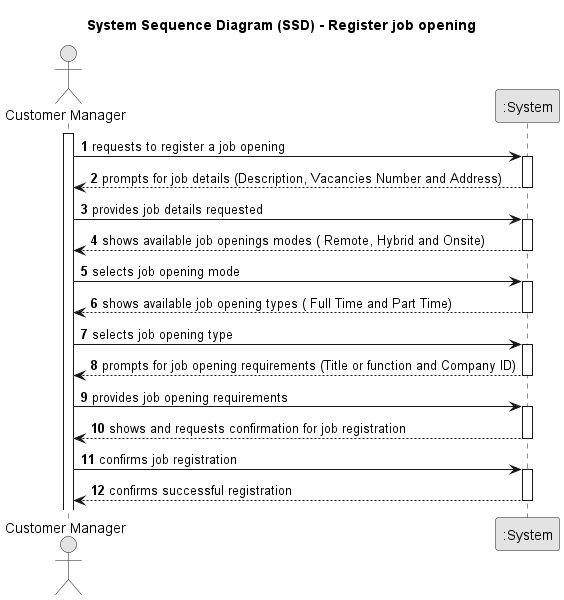 System Sequence Diagram (SSD) - Register job opening
Customer Manager
:System
1 requests to register a job opening
2 prompts for job details (Description, Vacancies Number and Address)
3 provides job details requested
4 shows available job openings modes ( Remote, Hybrid and Onsite)
5 selects job opening mode
6 shows available job opening types ( Full Time and Part Time)
7 selects job opening type
8 prompts for job opening requirements (Title or function and Company ID)
9 provides job opening requirements
10 shows and requests confirmation for job registration
11 confirms job registration
12 confirms successful registration
Customer Manager
:System